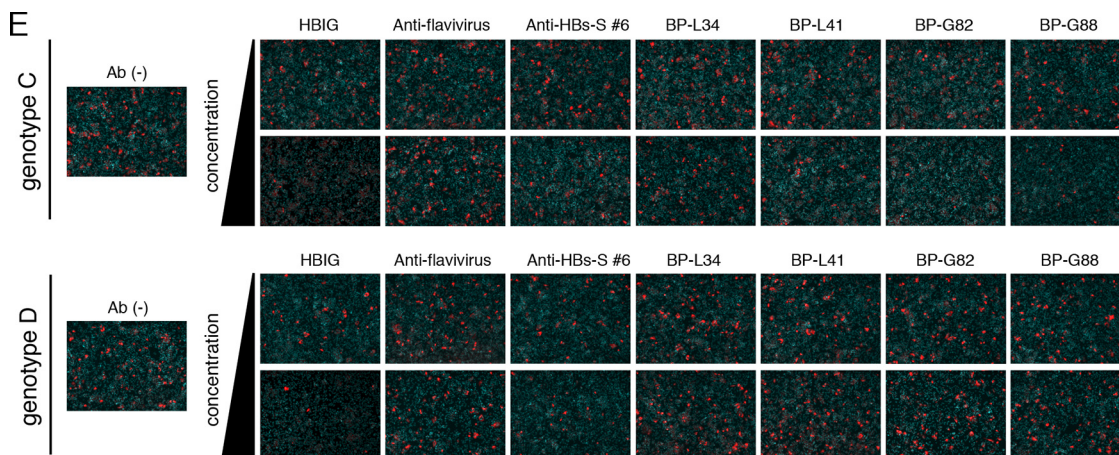 E
genotype C
Ab (-)
concentration
HBIG
Anti-flavivirus
Anti-HBs-S #6
BP-L34
BP-L41
BP-G82
BP-G88
genotype D
Ab (-)
concentration
HBIG
Anti-flavivirus
Anti-HBs-S #6
BP-L34
BP-L41
BP-G82
BP-G88